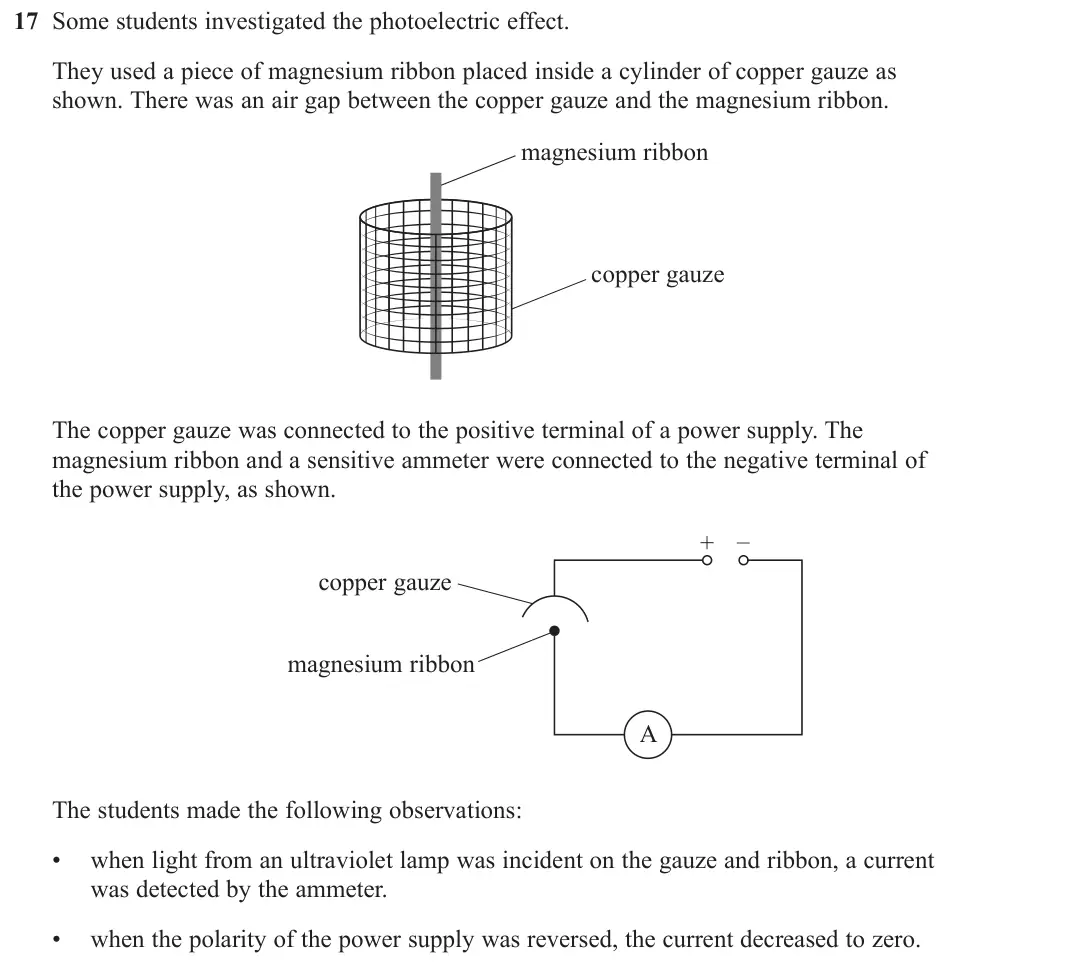 17 Some students investigated the photoelectric effect.
They used a piece of magnesium ribbon placed inside a cylinder of copper gauze as
shown. There was an air gap between the copper gauze and the magnesium ribbon.
magnesium ribbon
copper gauze
The copper gauze was connected to the positive terminal of a power supply. The
magnesium ribbon and a sensitive ammeter were connected to the negative terminal of
the power supply, as shown.
+ −
copper gauze
magnesium ribbon
A
The students made the following observations:
• when light from an ultraviolet lamp was incident on the gauze and ribbon, a current
was detected by the ammeter.
• when the polarity of the power supply was reversed, the current decreased to zero.